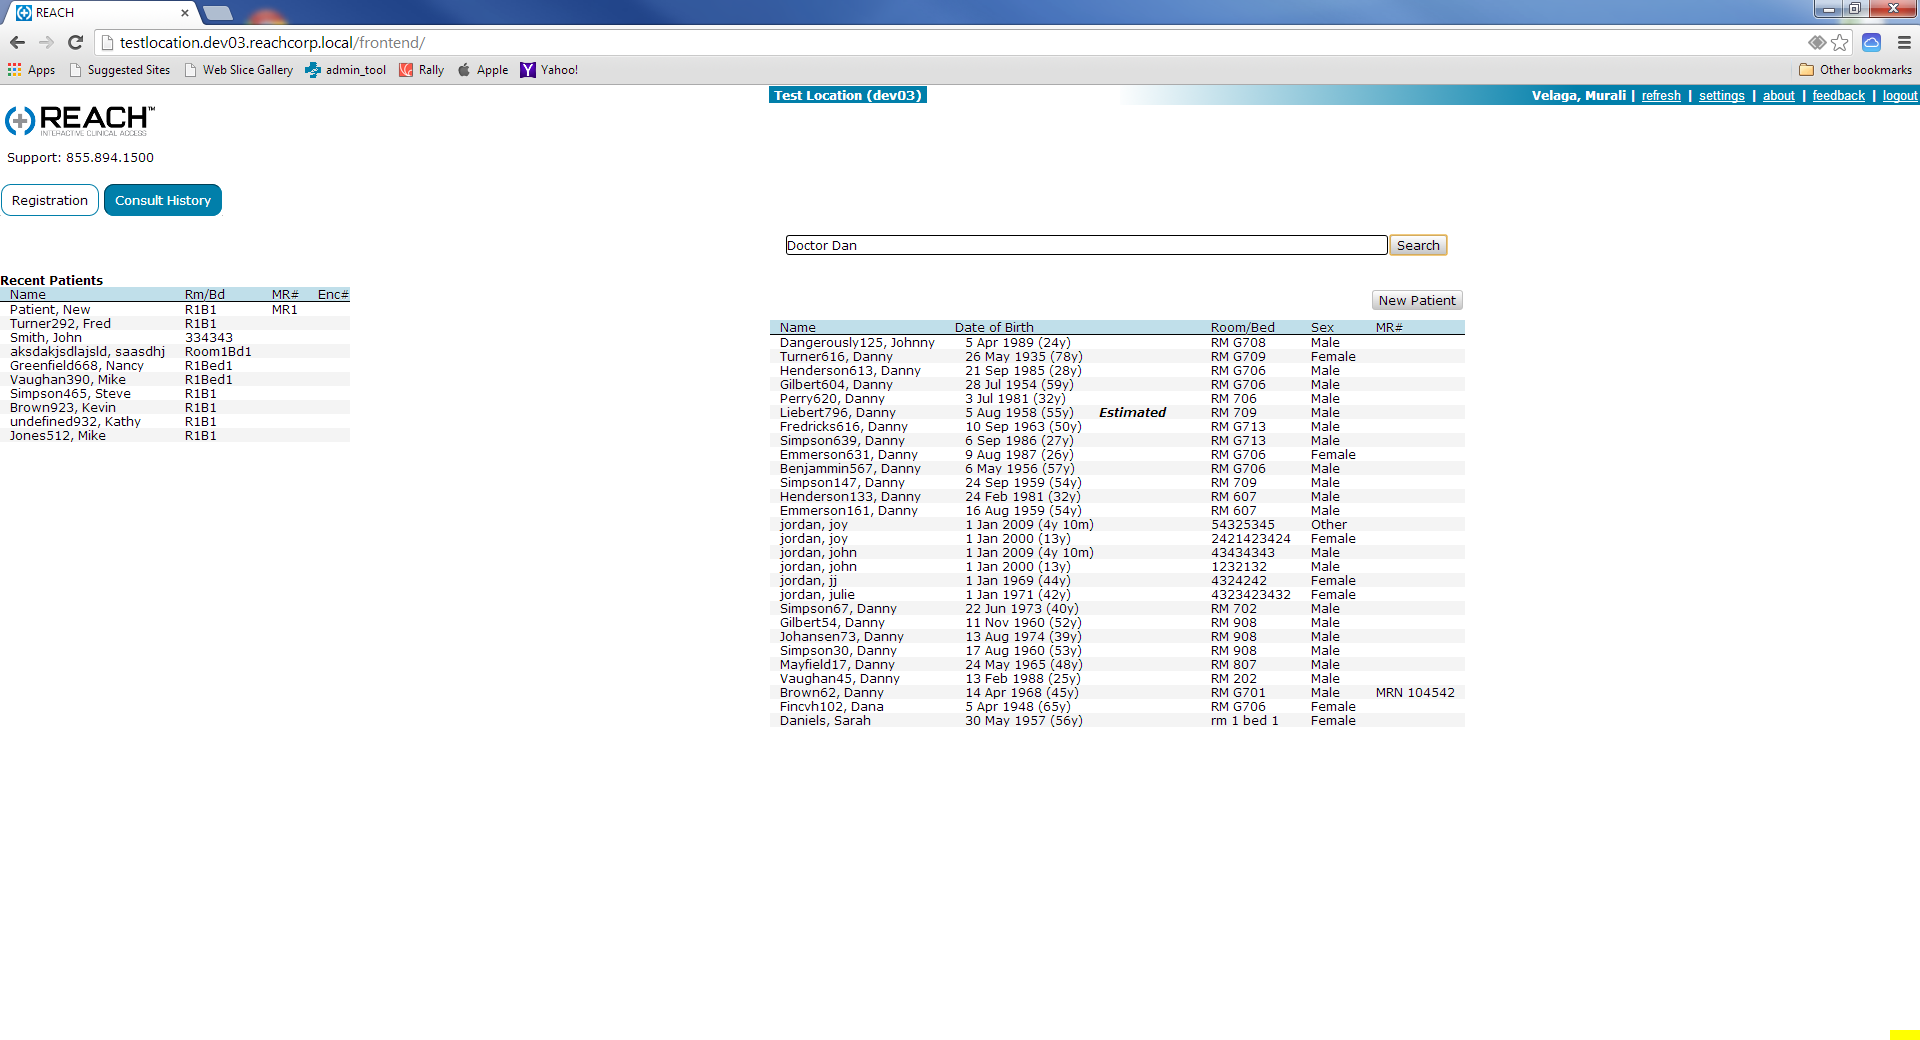 REACH
testlocation.dev03.reachcorp.local/frontend/
Apps Suggested Sites Web Slice Gallery admin_tool Rally Apple Yahoo! Other bookmarks
Test Location (dev03) Velaga, Murali | refresh | settings | about | feedback | logout
REACH™
INTERACTIVE CLINICAL ACCESS
Support: 855.894.1500
Registration Consult History
Doctor Dan Search
Recent Patients
Name Rm/Bd MR# Enc#
Patient, New R1B1 MR1
Turner292, Fred R1B1
Smith, John 334343
aksdakjsdlajsld, saasdhj Room1Bd1
Greenfield668, Nancy R1Bed1
Vaughan390, Mike R1Bed1
Simpson465, Steve R1B1
Brown923, Kevin R1B1
undefined932, Kathy R1B1
Jones512, Mike R1B1
New Patient
Name Date of Birth Room/Bed Sex MR#
Dangerously125, Johnny 5 Apr 1989 (24y) RM G708 Male
Turner616, Danny 26 May 1935 (78y) RM G709 Female
Henderson613, Danny 21 Sep 1985 (28y) RM G706 Male
Gilbert604, Danny 28 Jul 1954 (59y) RM G706 Male
Perry620, Danny 3 Jul 1981 (32y) RM 706 Male
Liebert796, Danny 5 Aug 1958 (55y) Estimated RM 709 Male
Fredricks616, Danny 10 Sep 1963 (50y) RM G713 Male
Simpson639, Danny 6 Sep 1986 (27y) RM G713 Male
Emmerson631, Danny 9 Aug 1987 (26y) RM G706 Female
Benjammin567, Danny 6 May 1956 (57y) RM G706 Male
Simpson147, Danny 24 Sep 1959 (54y) RM 709 Male
Henderson133, Danny 24 Feb 1981 (32y) RM 607 Male
Emmerson161, Danny 16 Aug 1959 (54y) RM 607 Male
jordan, joy 1 Jan 2009 (4y 10m) 54325345 Other
jordan, joy 1 Jan 2000 (13y) 2421423424 Female
jordan, john 1 Jan 2009 (4y 10m) 43434343 Male
jordan, john 1 Jan 2000 (13y) 1232132 Male
jordan, jj 1 Jan 1969 (44y) 4324242 Female
jordan, julie 1 Jan 1971 (42y) 4323423432 Female
Simpson67, Danny 22 Jun 1973 (40y) RM 702 Male
Gilbert54, Danny 11 Nov 1960 (52y) RM 908 Male
Johansen73, Danny 13 Aug 1974 (39y) RM 908 Male
Simpson30, Danny 17 Aug 1960 (53y) RM 908 Male
Mayfield17, Danny 24 May 1965 (48y) RM 807 Male
Vaughan45, Danny 13 Feb 1988 (25y) RM 202 Male
Brown62, Danny 14 Apr 1968 (45y) RM G701 Male MRN 104542
Fincvh102, Dana 5 Apr 1948 (65y) RM G706 Female
Daniels, Sarah 30 May 1957 (56y) rm 1 bed 1 Female